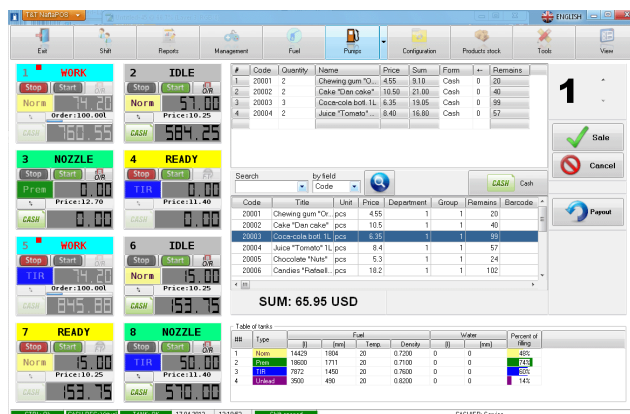 T&T NaftaPOS
ENGLISH
Exit Shift Reports Management Fuel Pumps Configuration Products stock Tools View
1 WORK
Stop Start O/R
Norm 74.20
% Order:100.00l
CASH 760.55
2 IDLE
Stop Start O/R
Norm 57.00
% Price:10.25
CASH 584.25
3 NOZZLE
Stop Start O/R
Prem 0.00
% Price:12.70
CASH 0.00
4 READY
Stop Start
TIR 0.00
% Price:11.40
CASH 0.00
5 WORK
Stop Start O/R
TIR 74.20
% Order:100.00l
CASH 845.88
6 IDLE
Stop Start O/R
Norm 15.00
% Price:10.25
CASH 153.75
7 READY
Stop Start
Norm 15.00
% Price:10.25
CASH 153.75
8 NOZZLE
Stop Start O/R
TIR 50.00
% Price:11.40
CASH 570.00
# Code Quantity Name Price Sum Form ← Remains
1 20001 2 Chewing gum "O... 4.55 9.10 Cash 0 20
2 20002 2 Cake "Dan cake" 10.50 21.00 Cash 0 40
3 20003 3 Coca-cola botl. 1L 6.35 19.05 Cash 0 99
4 20004 2 Juice "Tomato"... 8.40 16.80 Cash 0 57
1
Sale
Cancel
Payout
Search by field
Code
CASH Cash
Code Title Unit Price Department Group Remains Barcode
20001 Chewing gum "Or... pcs 4.55 1 1 20
20002 Cake "Dan cake" pcs 10.5 1 1 40
20003 Coca-cola botl. 1L pcs 6.35 1 1 99
20004 Juice "Tomato" 1L pcs 8.4 1 1 57
20005 Chocolate "Nuts" pcs 5.3 1 1 24
20006 Candies "Rafaell... pcs 18.2 1 1 102
SUM: 65.95 USD
Table of tanks
## Type Fuel Water Percent of filling
[l] [mm] Temp. Density [l] [mm]
1 Norm 14429 1804 20 0.7200 0 0 48%
2 Prem 18600 1711 20 0.7100 0 0 74%
3 TIR 7872 1450 20 0.7600 0 0 60%
4 Unlead 3500 490 20 0.8200 0 0 14%